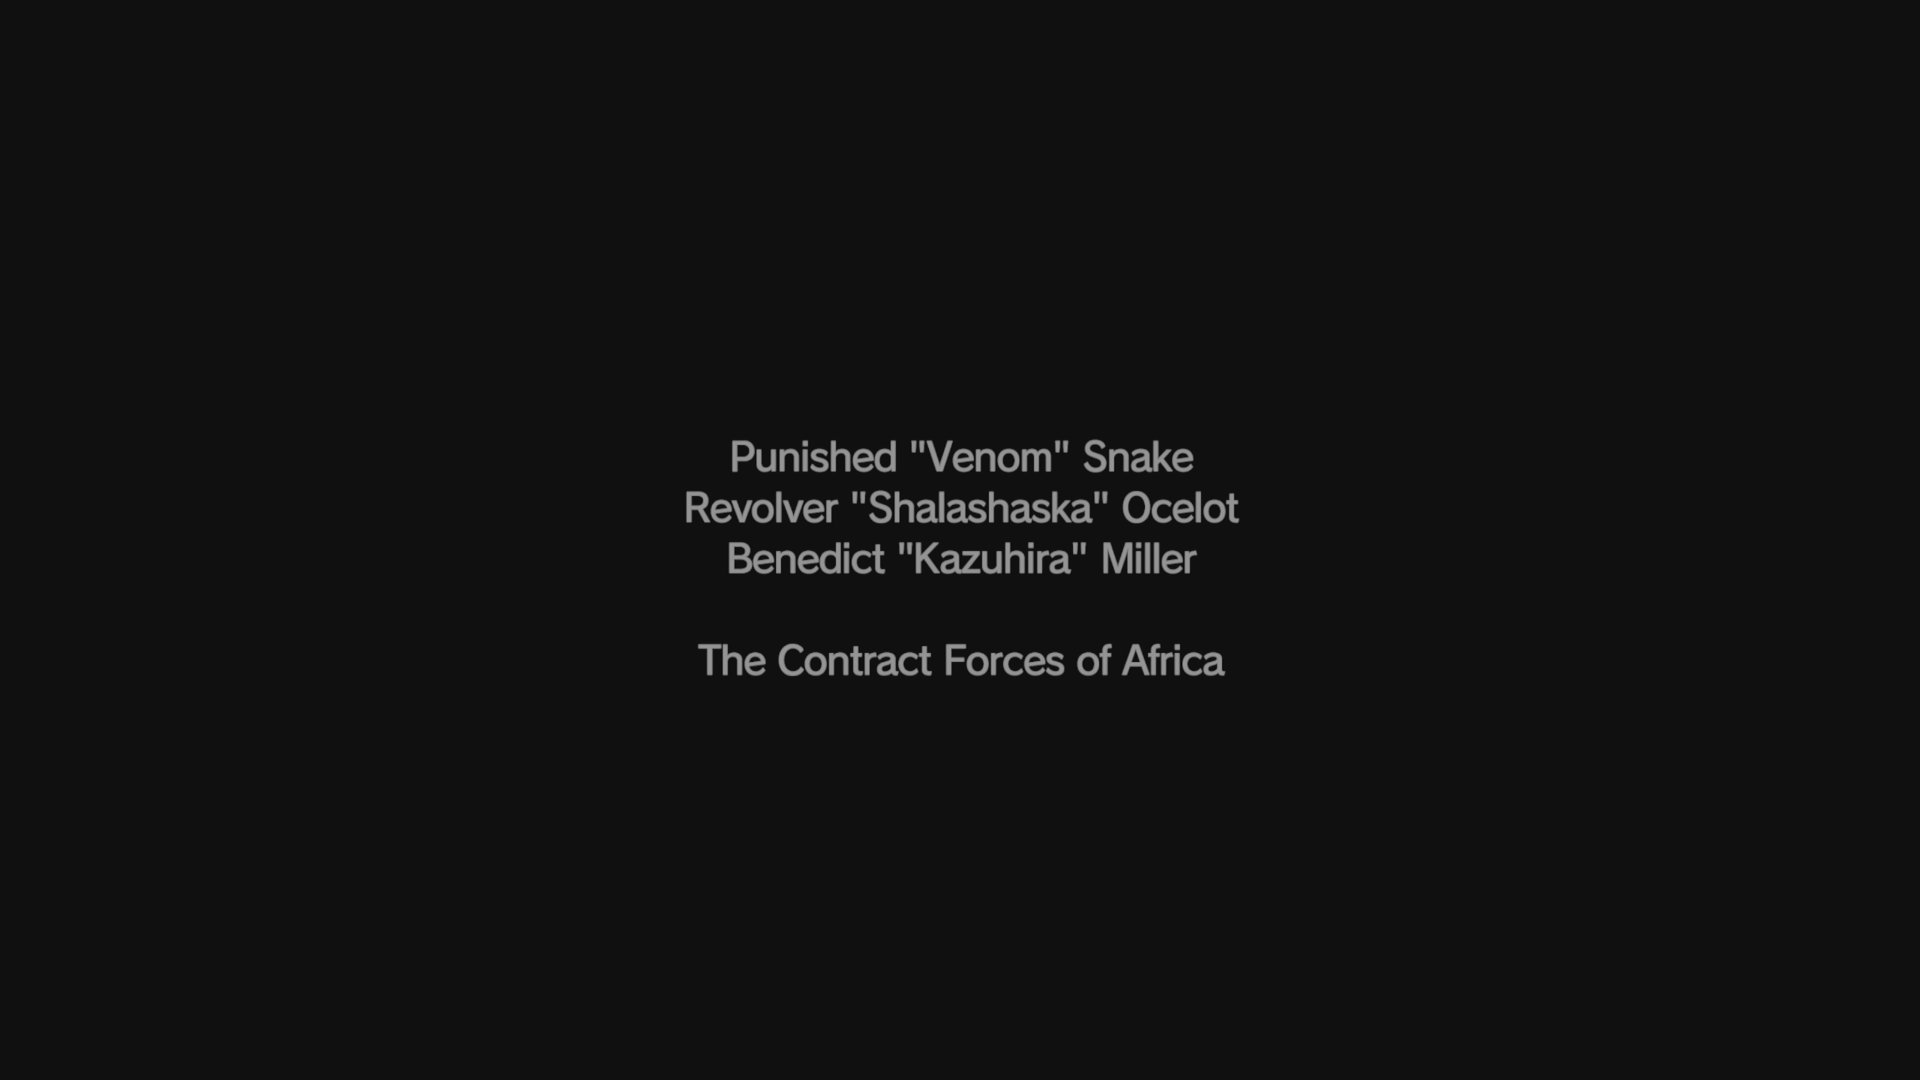 Punished "Venom" Snake
Revolver "Shalashaska" Ocelot
Benedict "Kazuhira" Miller
The Contract Forces of Africa